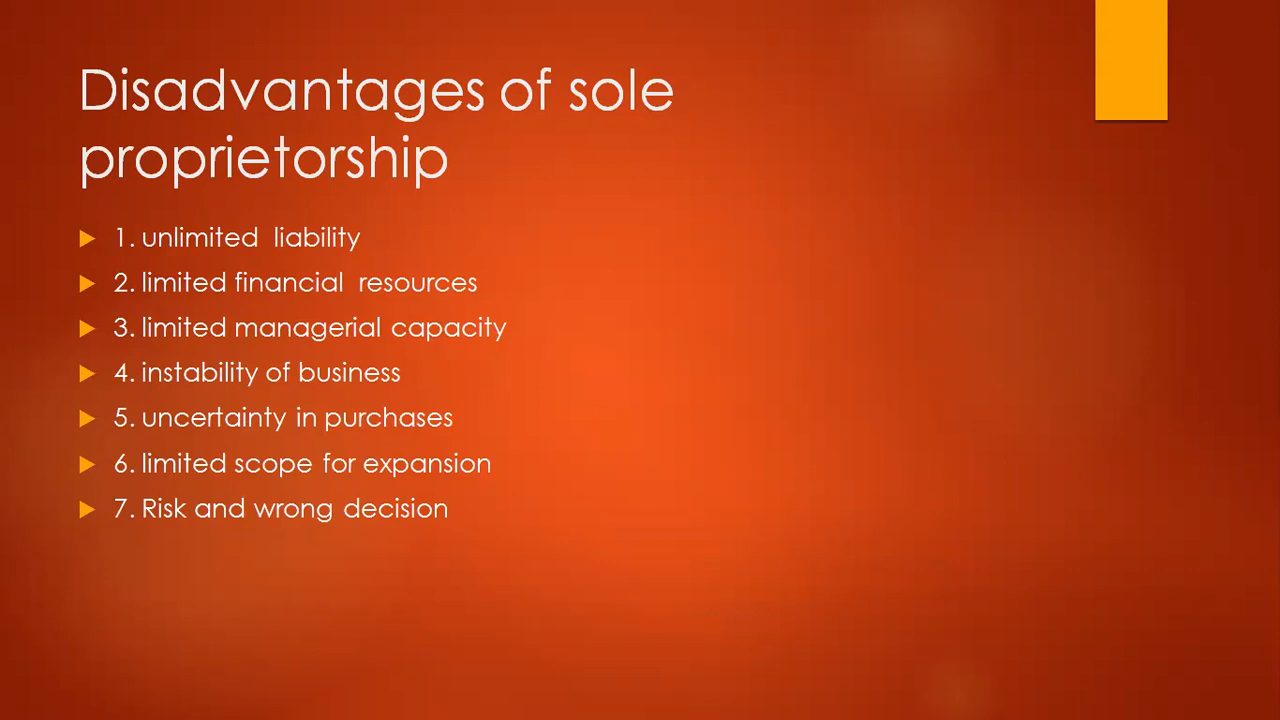 Disadvantages of sole
proprietorship
1. unlimited liability
2. limited financial resources
3. limited managerial capacity
4. instability of business
5. uncertainty in purchases
6. limited scope for expansion
7. Risk and wrong decision